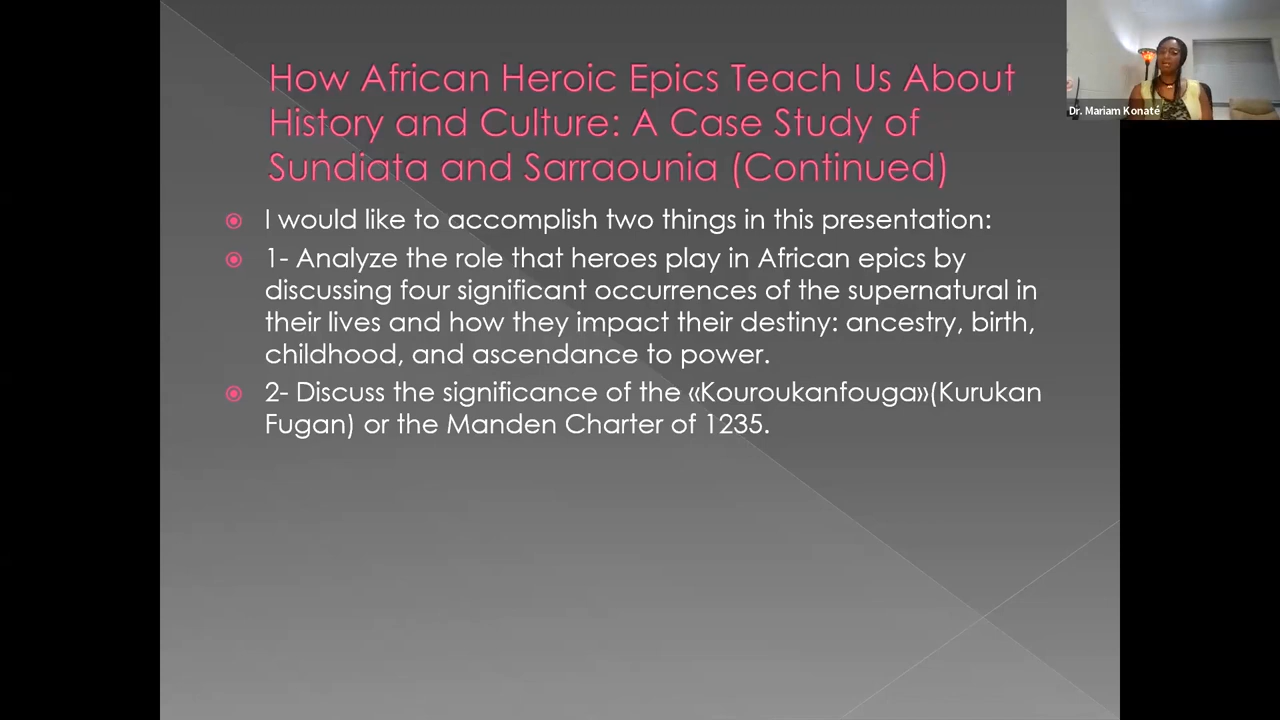 How African Heroic Epics Teach Us About
History and Culture: A Case Study of
Sundiata and Sarraounia (Continued)
I would like to accomplish two things in this presentation:
1- Analyze the role that heroes play in African epics by
discussing four significant occurrences of the supernatural in
their lives and how they impact their destiny: ancestry, birth,
childhood, and ascendance to power.
2- Discuss the significance of the «Kouroukanfouga»(Kurukan
Fugan) or the Manden Charter of 1235.
Dr. Mariam Konaté